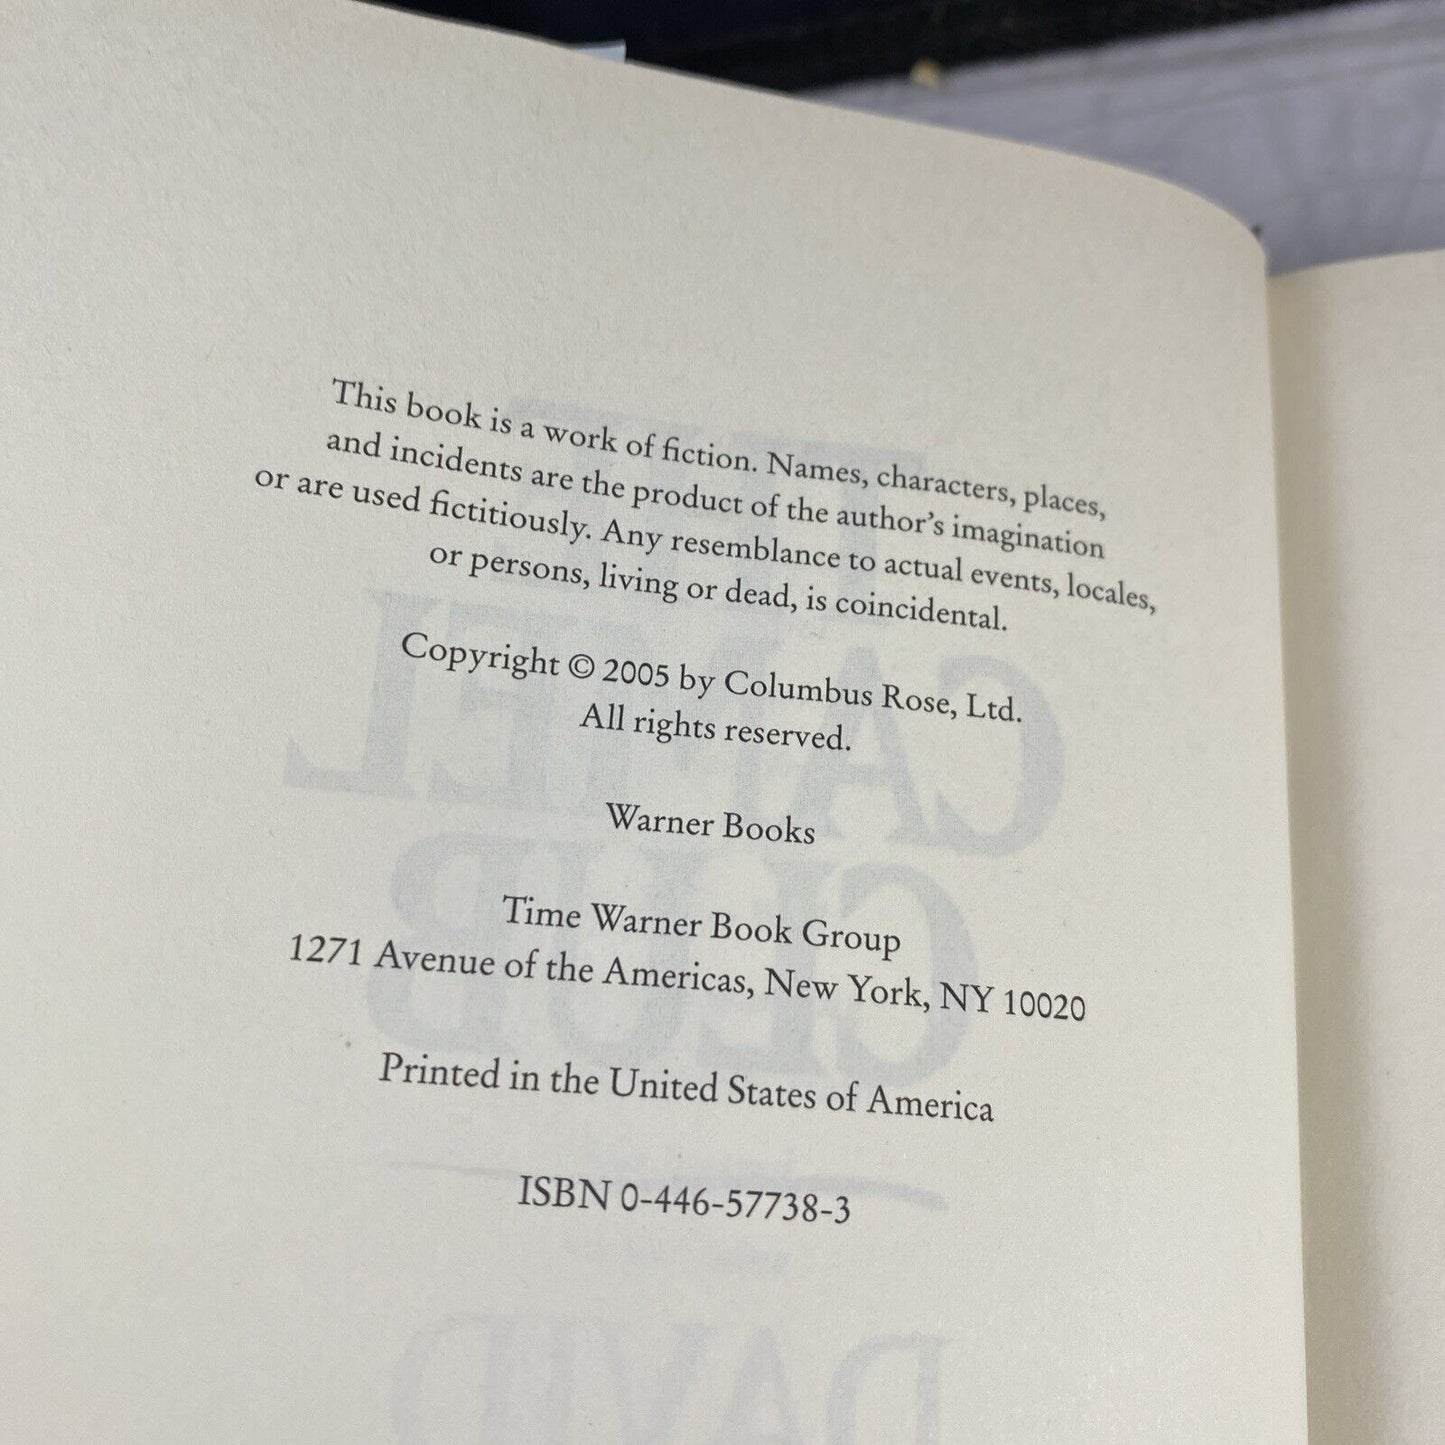 This book is a work of fiction. Names, characters, places,
and incidents are the product of the author's imagination
or are used fictitiously. Any resemblance to actual events, locales,
or persons, living or dead, is coincidental.
Copyright © 2005 by Columbus Rose, Ltd.
All rights reserved.
Warner Books
Time Warner Book Group
1271 Avenue of the Americas, New York, NY 10020
Printed in the United States of America
ISBN 0-446-57738-3
CAMEL
CLUB
DAVID